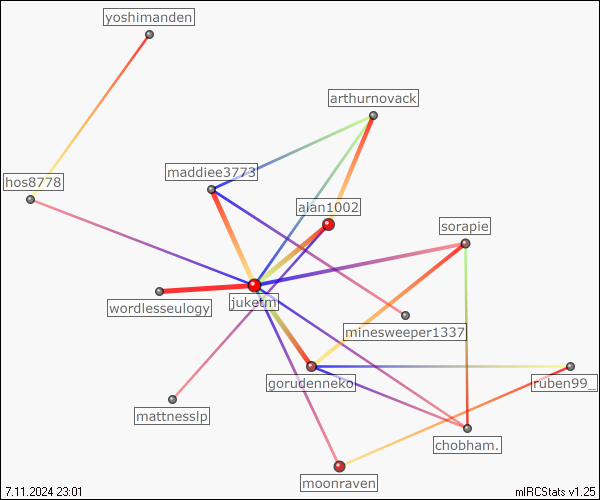 yoshimanden
arthurnovack
maddiee3773
hos8778
alan1002
sorapie
juketm
wordlesseulogy
minesweeper1337
gorudenneko
ruben99_
mattnesslp
chobham.
moonraven
7.11.2024 23:01
mIRCStats v1.25